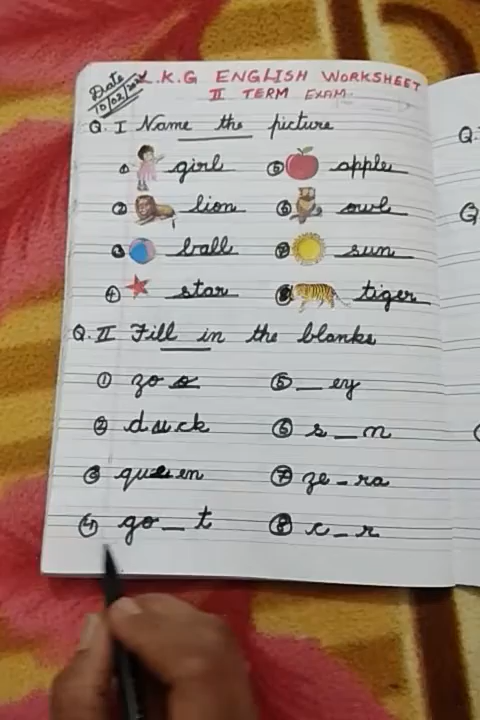 Date
10/02/202
L.K.G ENGLISH WORKSHEET
II TERM EXAM.
Q.I Name the picture
① girl ⑤ apple
② lion ⑥ owl
③ ball ⑦ sun
④ star ⑧ tiger
Q.II Fill in the blanks
① zoo ⑤ _ey
② duck ⑥ s_n
③ queen ⑦ ze_ra
④ go_t ⑧ c_r
Q.
Q